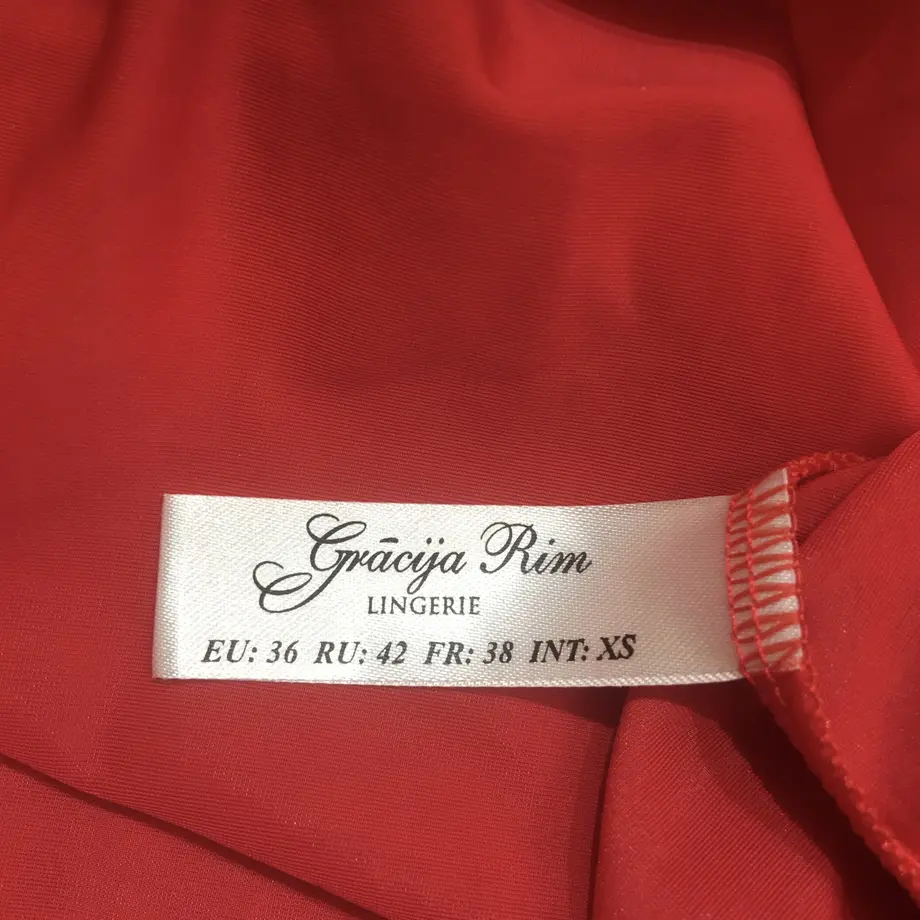 Grācija Rim
LINGERIE
EU: 36 RU: 42 FR: 38 INT: XS